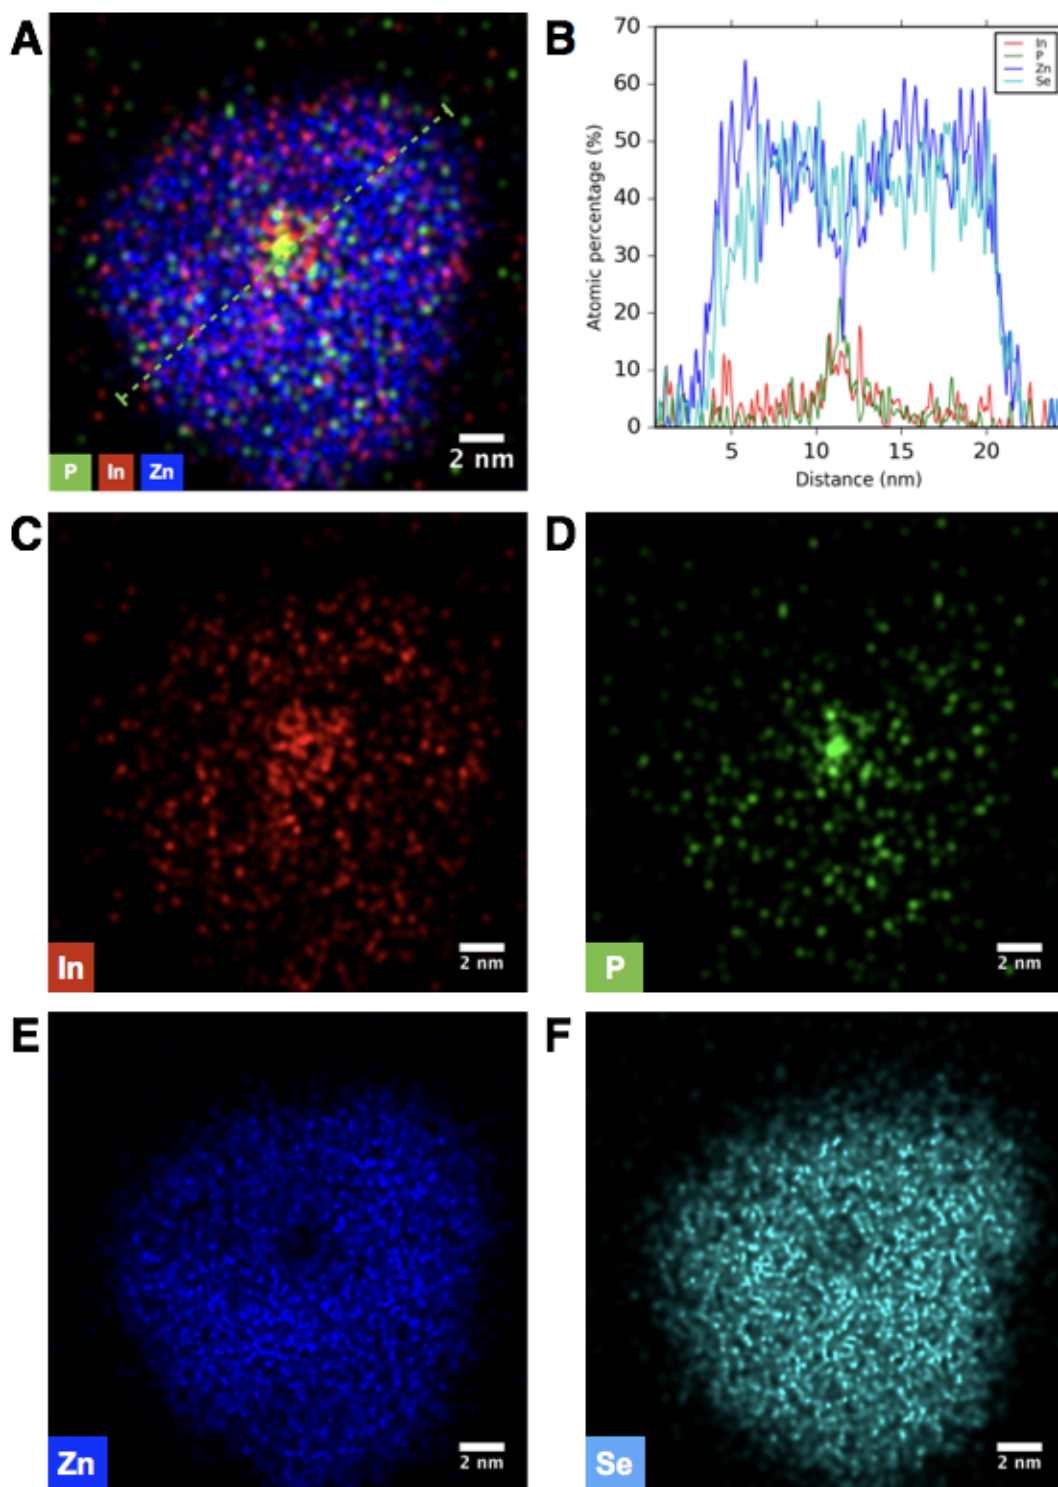 A
P In Zn
2 nm
B
70
60
50
40
30
20
10
0
Atomic percentage (%)
In
P
Zn
Se
5 10 15 20
Distance (nm)
C
In
2 nm
D
P
2 nm
E
Zn
2 nm
F
Se
2 nm